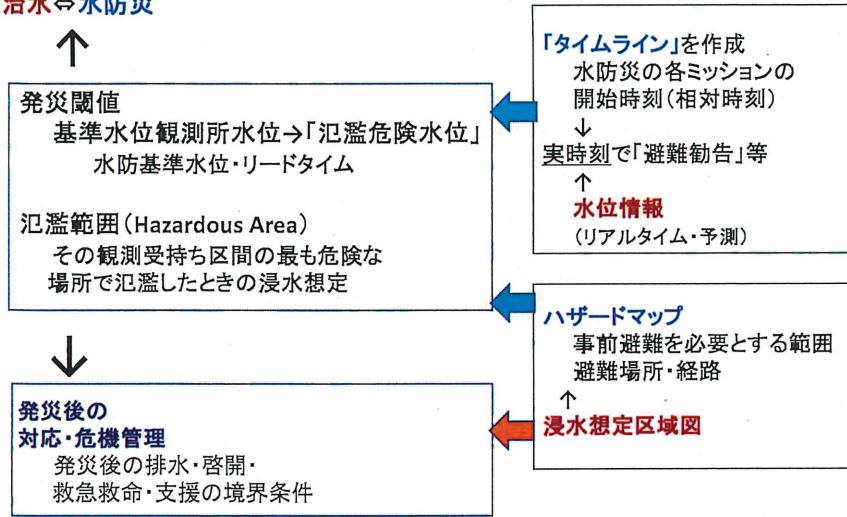 治水⇔水防災
↑
発災閾値
基準水位観測所水位→「氾濫危険水位」
水防基準水位・リードタイム
氾濫範囲(Hazardous Area)
その観測受持ち区間の最も危険な
場所で氾濫したときの浸水想定
↓
発災後の
対応・危機管理
発災後の排水・啓開・
救急救命・支援の境界条件
「タイムライン」を作成
水防災の各ミッションの
開始時刻(相対時刻)
↓
実時刻で「避難勧告」等
↑
水位情報
(リアルタイム・予測)
ハザードマップ
事前避難を必要とする範囲
避難場所・経路
↑
浸水想定区域図